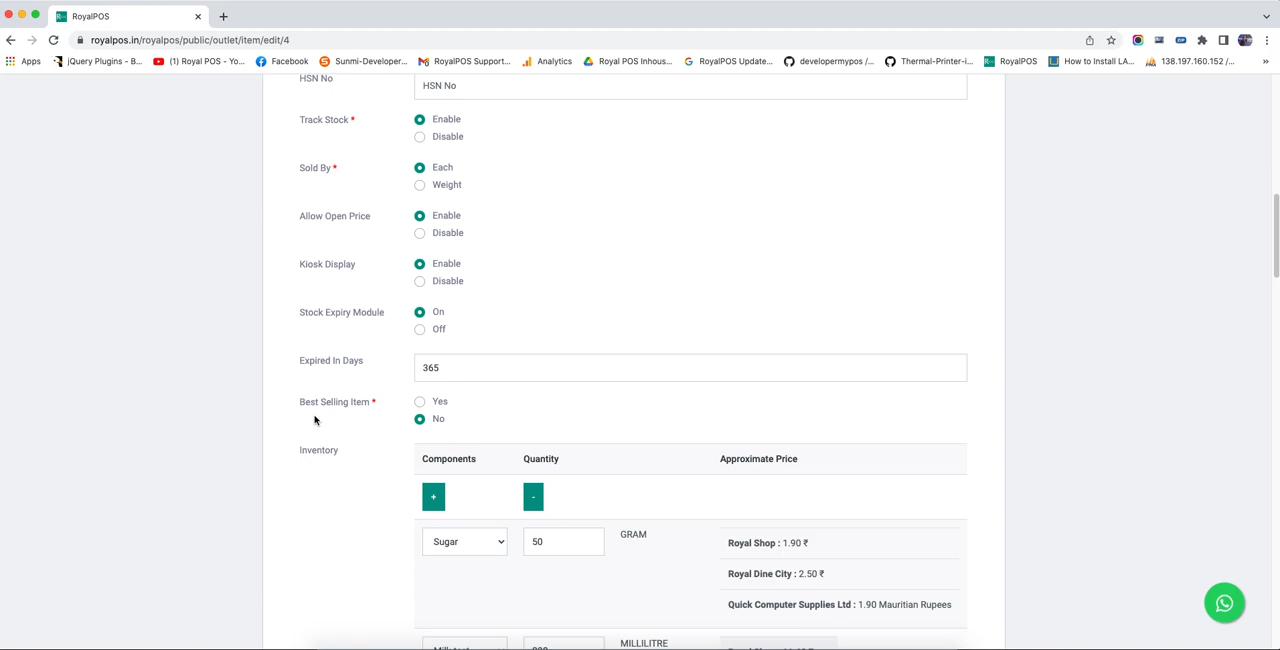 RoyalPOS
royalpos.in/royalpos/public/outlet/item/edit/4
Apps jQuery Plugins - B... (1) Royal POS - Yo... Facebook Sunmi-Developer... RoyalPOS Support... Analytics Royal POS Inhous... RoyalPOS Update... developermypos /... Thermal-Printer-i... RoyalPOS How to Install LA... 138.197.160.152 /... »
HSN No HSN No
Track Stock * Enable
Disable
Sold By * Each
Weight
Allow Open Price Enable
Disable
Kiosk Display Enable
Disable
Stock Expiry Module On
Off
Expired In Days 365
Best Selling Item * Yes
No
Inventory
Components Quantity Approximate Price
+ -
Sugar 50 GRAM
Royal Shop : 1.90 ₹
Royal Dine City : 2.50 ₹
Quick Computer Supplies Ltd : 1.90 Mauritian Rupees
MILLILITRE